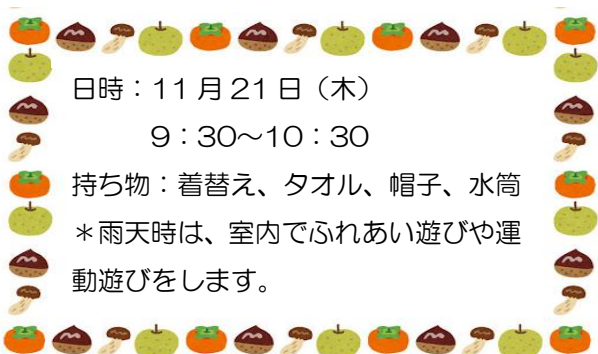 日時：11月21日（木）
9：30～10：30
持ち物：着替え、タオル、帽子、水筒
＊雨天時は、室内でふれあい遊びや運
動遊びをします。